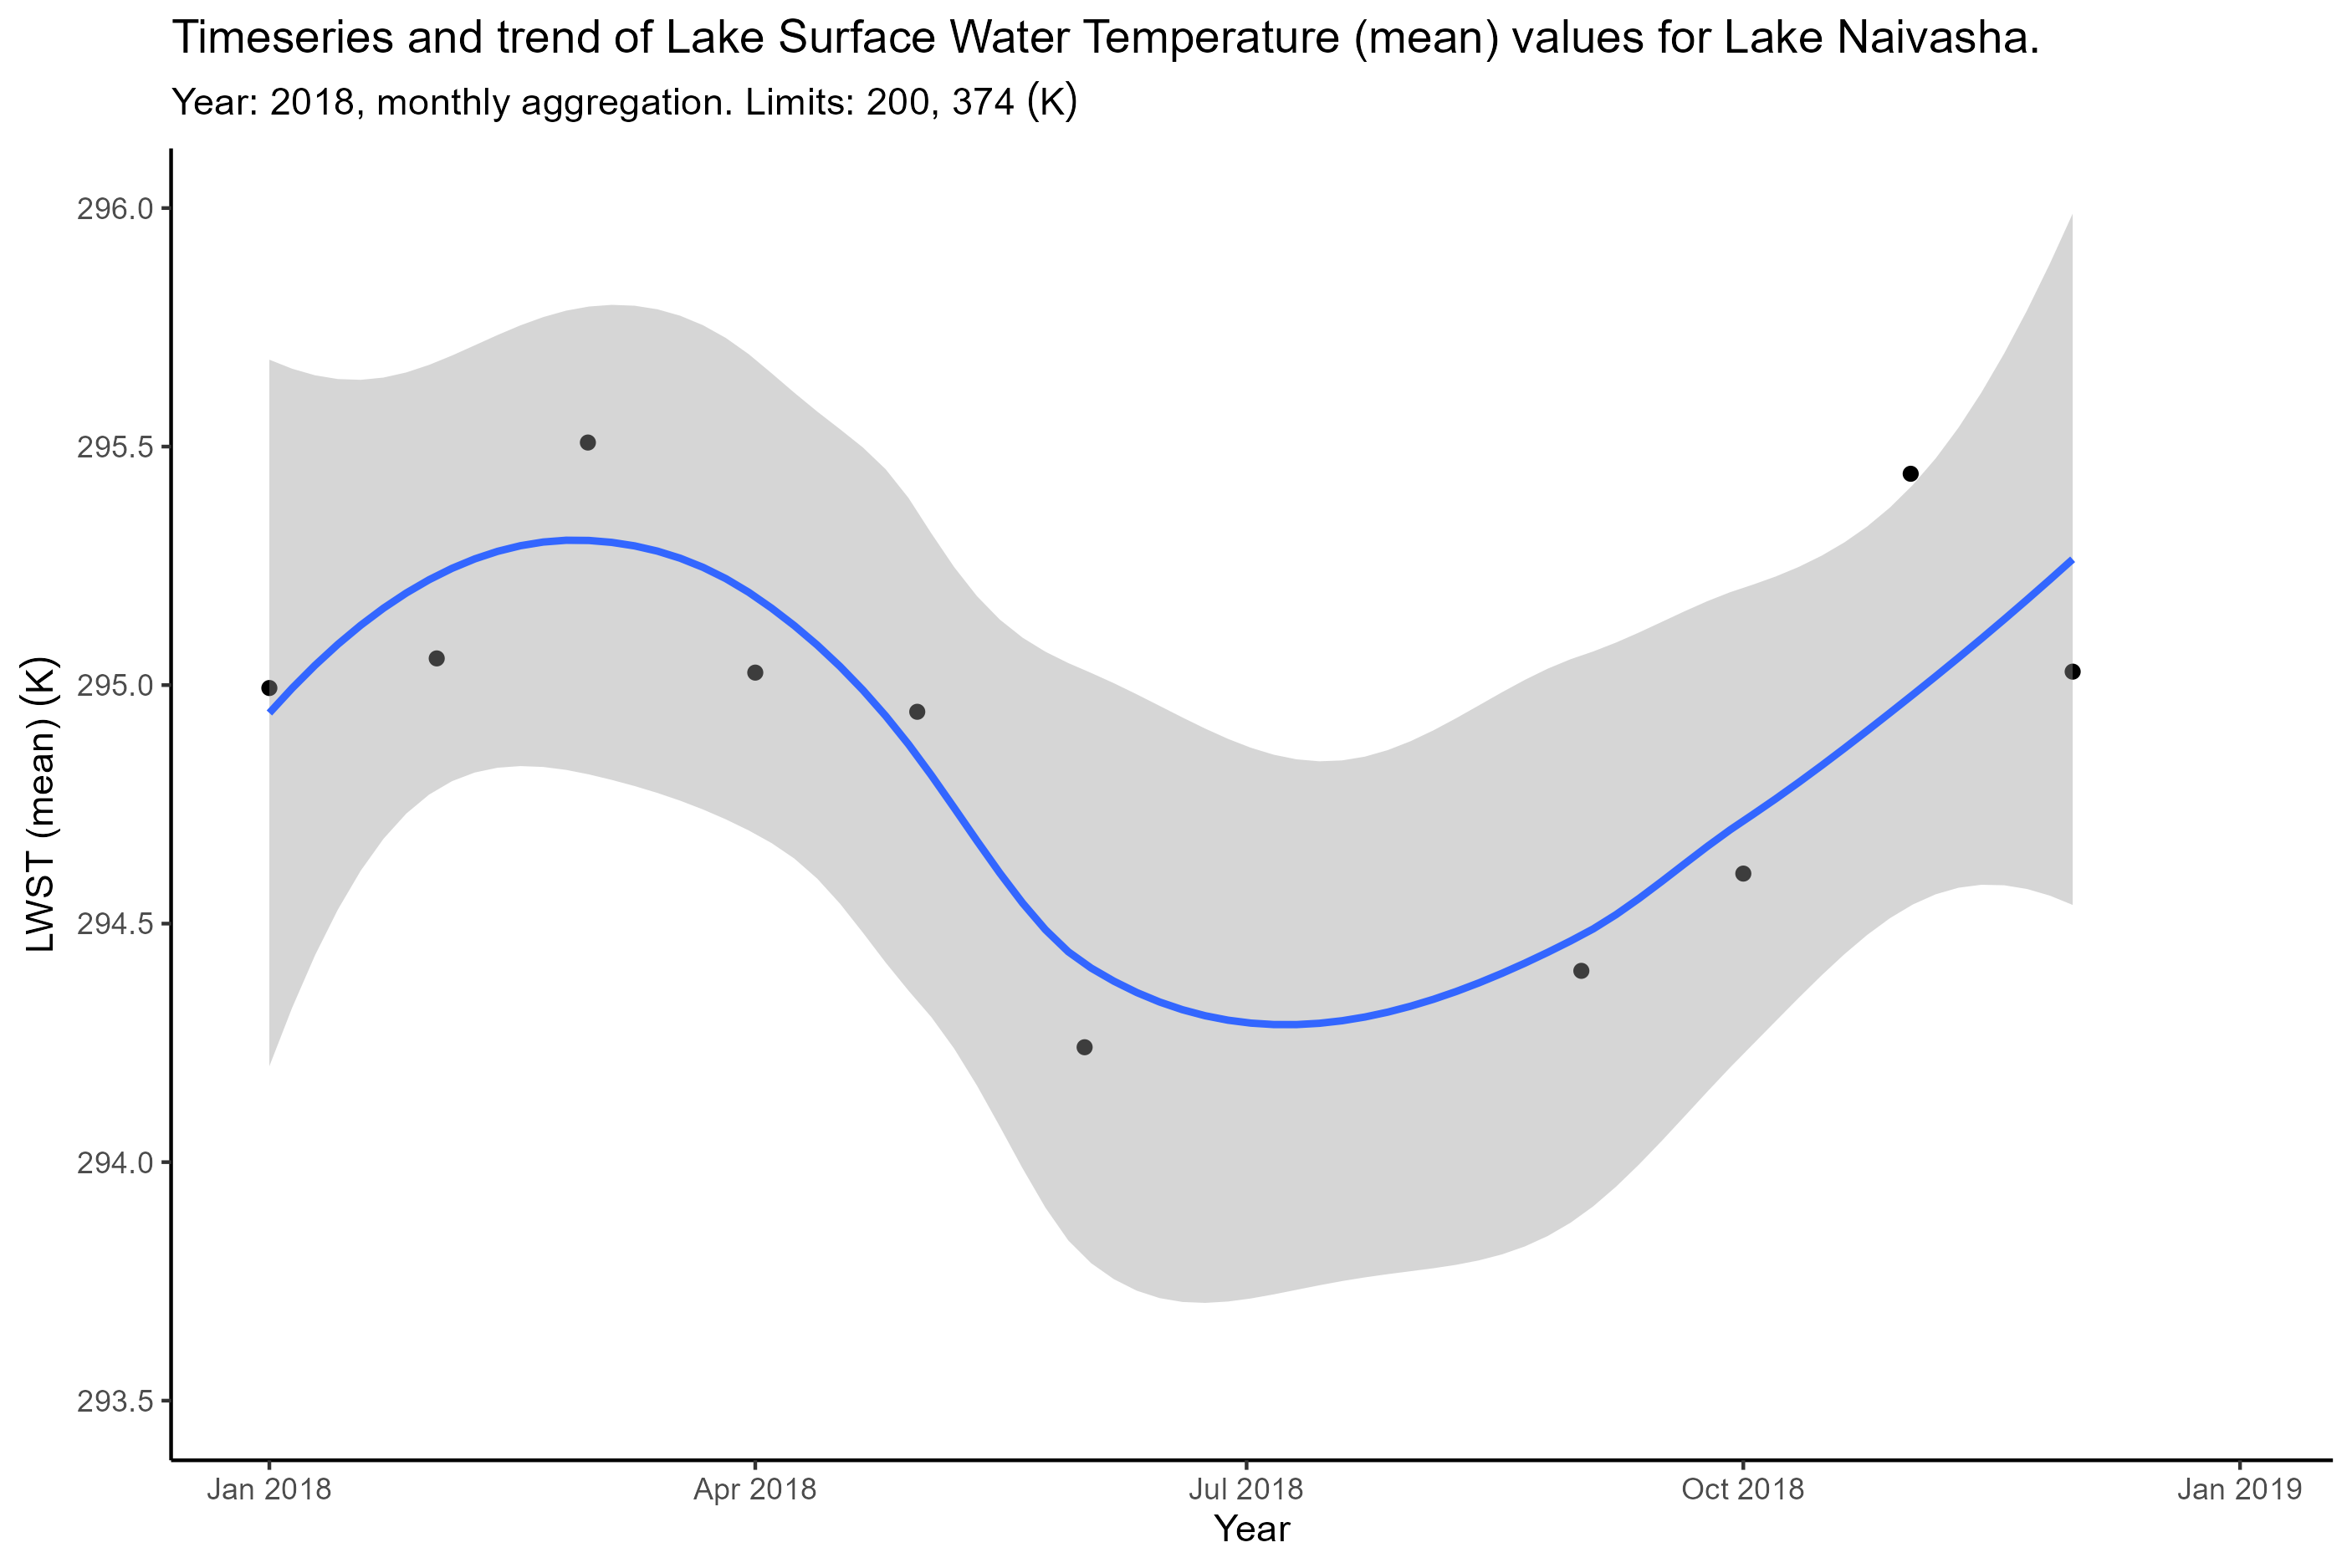 Timeseries and trend of Lake Surface Water Temperature (mean) values for Lake Naivasha.
Year: 2018, monthly aggregation. Limits: 200, 374 (K)
LWST (mean) (K)
296.0
295.5
295.0
294.5
294.0
293.5
Jan 2018 Apr 2018 Jul 2018 Oct 2018 Jan 2019
Year